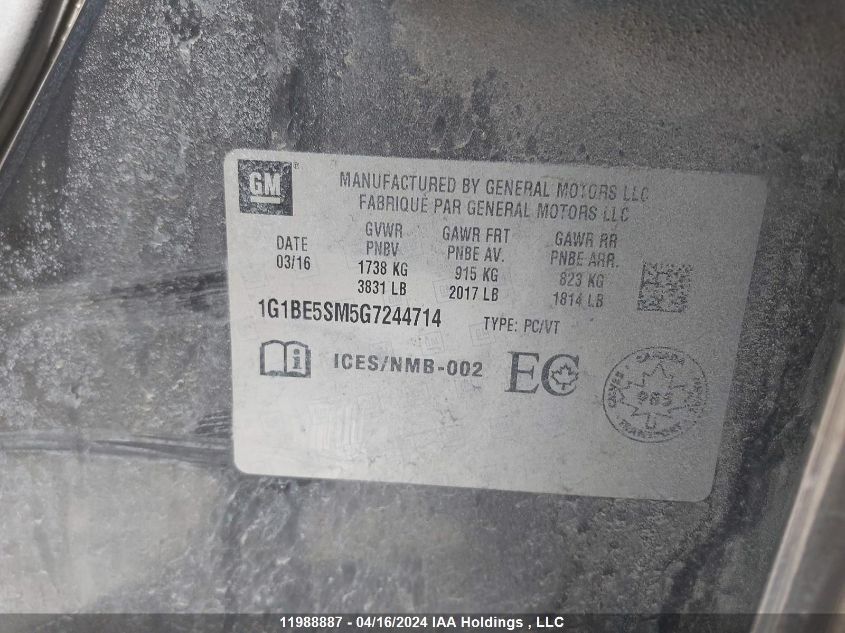 GM
MANUFACTURED BY GENERAL MOTORS LLC
FABRIQUÉ PAR GENERAL MOTORS LLC
DATE
03/16
GVWR
PNBV
1738 KG
3831 LB
GAWR FRT
PNBE AV.
915 KG
2017 LB
GAWR RR
PNBE ARR.
823 KG
1814 LB
1G1BE5SM5G7244714 TYPE: PC/VT
i ICES/NMB-002 EC
CANADA
TRANSPORT
11988887 - 04/16/2024 IAA Holdings , LLC